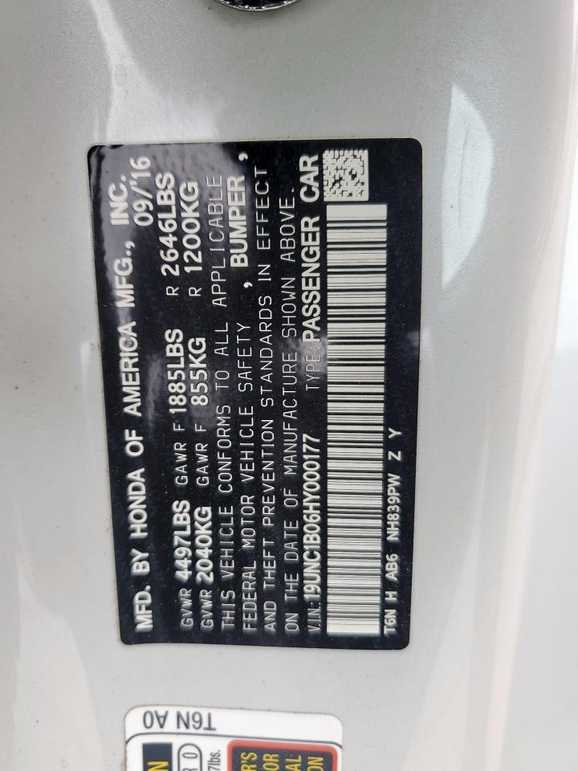 MFD. BY HONDA OF AMERICA MFG., INC.
09/'16
GVWR 4497LBS GAWR F 1885LBS R 2646LBS
GVWR 2040KG GAWR F 855KG R 1200KG
THIS VEHICLE CONFORMS TO ALL APPLICABLE
FEDERAL MOTOR VEHICLE SAFETY , BUMPER ,
AND THEFT PREVENTION STANDARDS IN EFFECT
ON THE DATE OF MANUFACTURE SHOWN ABOVE.
V.I.N: 19UNC1B06HY000177 TYPE: PASSENGER CAR
T6N H AB6 NH839PW Z Y
T6N A0